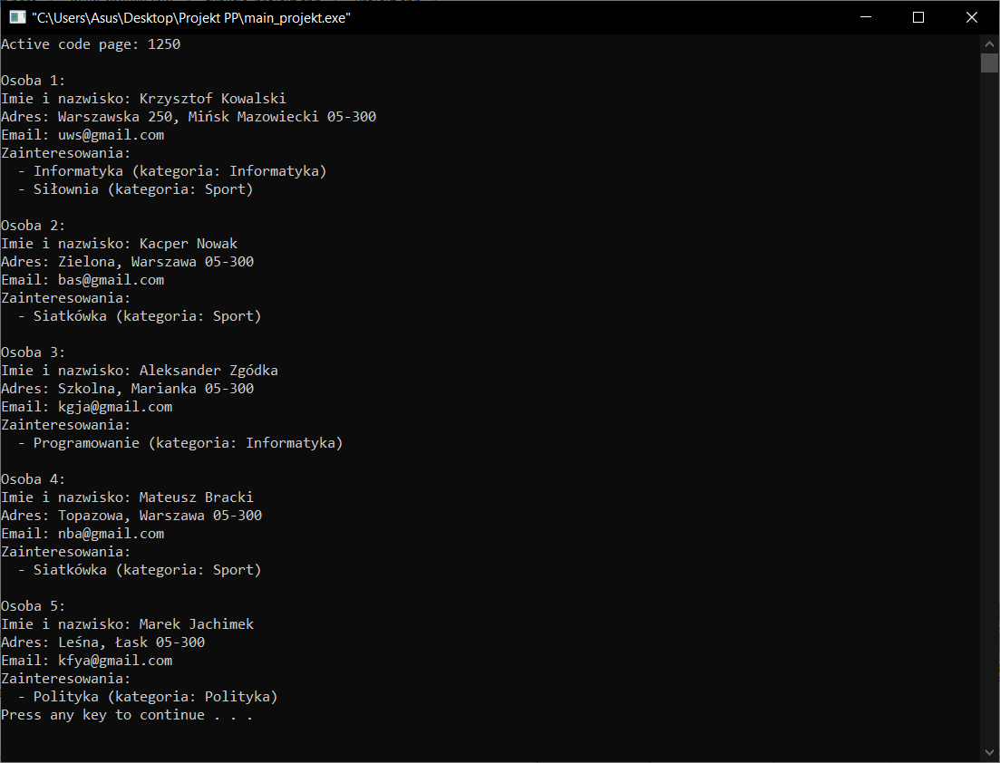 "C:\Users\Asus\Desktop\Projekt PP\main_projekt.exe"
Active code page: 1250
Osoba 1:
Imie i nazwisko: Krzysztof Kowalski
Adres: Warszawska 250, Mińsk Mazowiecki 05-300
Email: uws@gmail.com
Zainteresowania:
  - Informatyka (kategoria: Informatyka)
  - Siłownia (kategoria: Sport)
Osoba 2:
Imie i nazwisko: Kacper Nowak
Adres: Zielona, Warszawa 05-300
Email: bas@gmail.com
Zainteresowania:
  - Siatkówka (kategoria: Sport)
Osoba 3:
Imie i nazwisko: Aleksander Zgódka
Adres: Szkolna, Marianka 05-300
Email: kgja@gmail.com
Zainteresowania:
  - Programowanie (kategoria: Informatyka)
Osoba 4:
Imie i nazwisko: Mateusz Bracki
Adres: Topazowa, Warszawa 05-300
Email: nba@gmail.com
Zainteresowania:
  - Siatkówka (kategoria: Sport)
Osoba 5:
Imie i nazwisko: Marek Jachimek
Adres: Leśna, Łask 05-300
Email: kfya@gmail.com
Zainteresowania:
  - Polityka (kategoria: Polityka)
Press any key to continue . . .